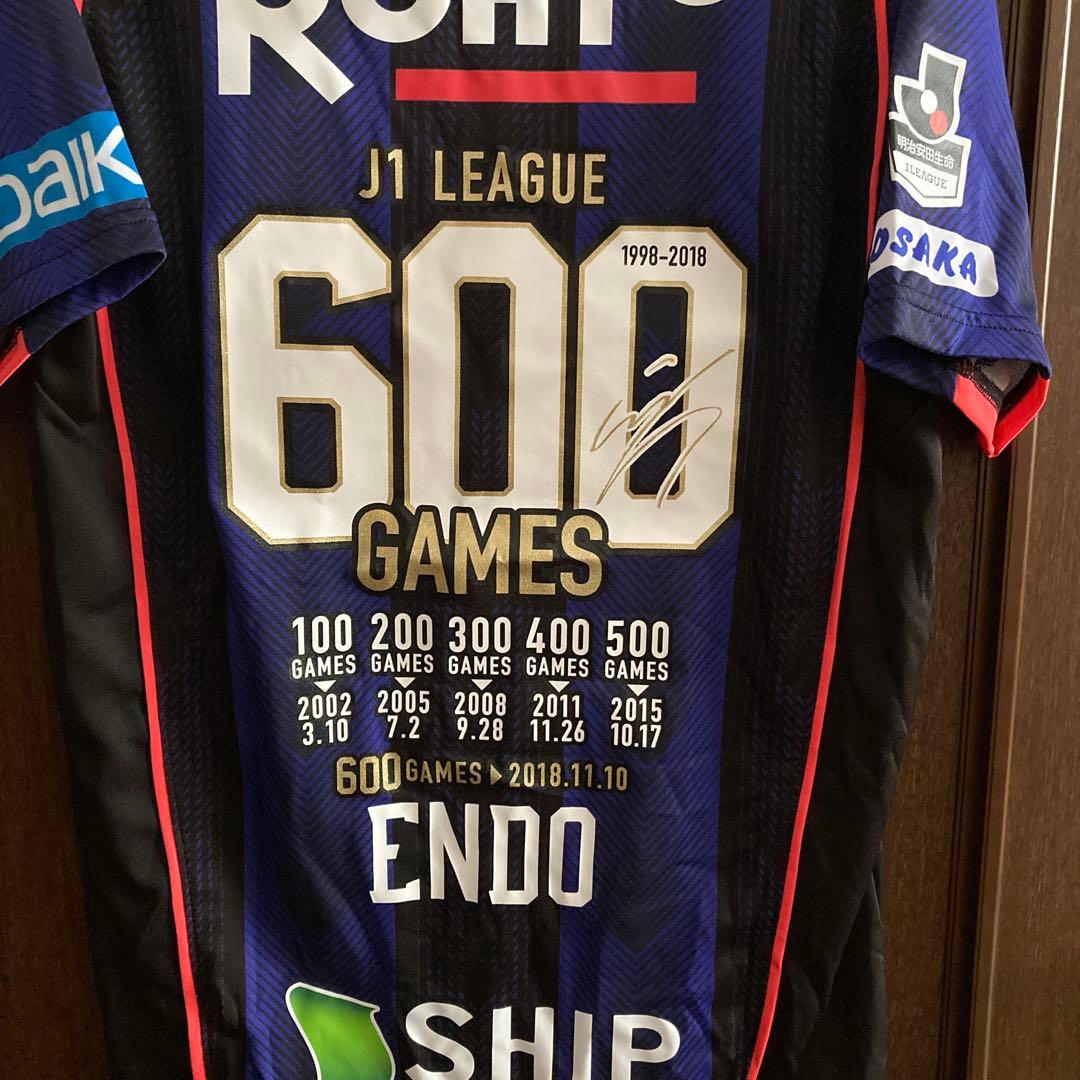 J1 LEAGUE
600
1998-2018
GAMES
100 200 300 400 500
GAMES GAMES GAMES GAMES GAMES
2002 2005 2008 2011 2015
3.10 7.2 9.28 11.26 10.17
600 GAMES ▶ 2018.11.10
ENDO
SHIP
明治安田生命
J.LEAGUE
OSAKA